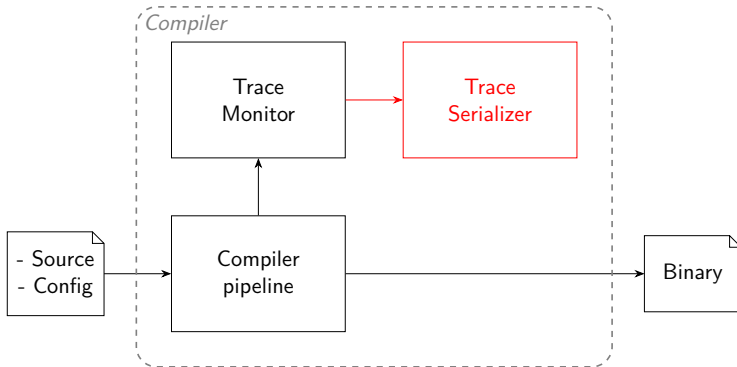 Compiler
Trace
Monitor
Trace
Serializer
- Source
- Config
Compiler
pipeline
Binary